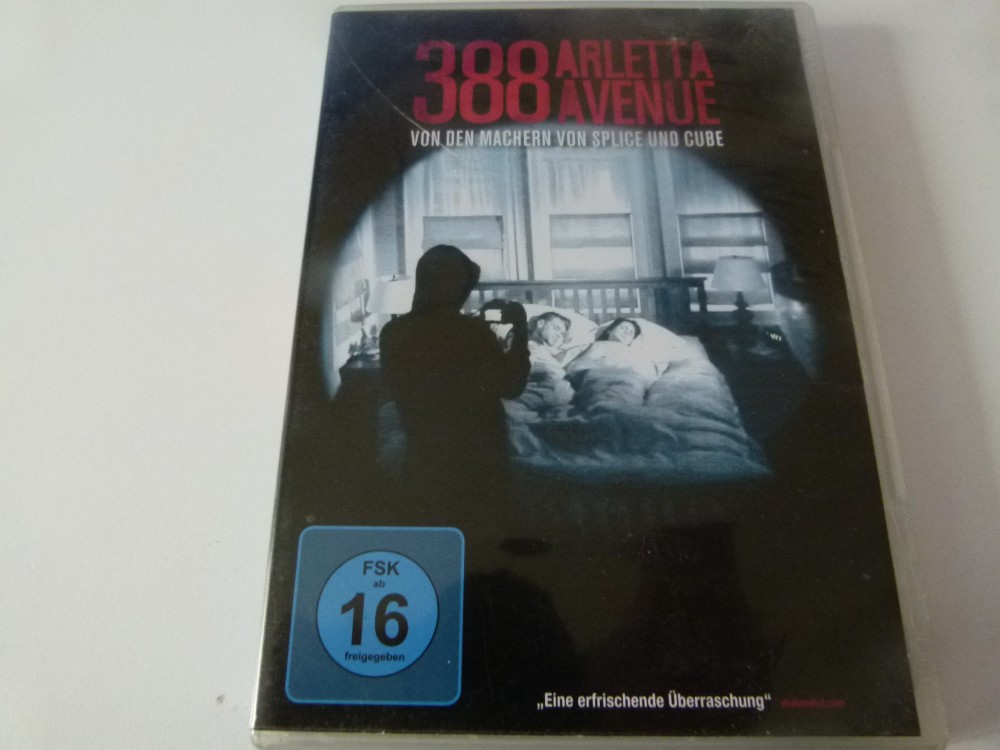 388 ARLETTA
AVENUE
VON DEN MACHERN VON SPLICE UND CUBE
FSK
ab
16
freigegeben
„Eine erfrischende Überraschung“